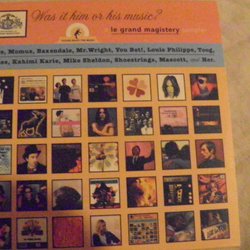 Was it him or his music?
le grand magistery
Momus, Baxendale, Mr.Wright, You Bet!, Louis Philippe, Toog,
Kahimi Karie, Mike Sheldon, Shoestrings, Mascott, and Her.